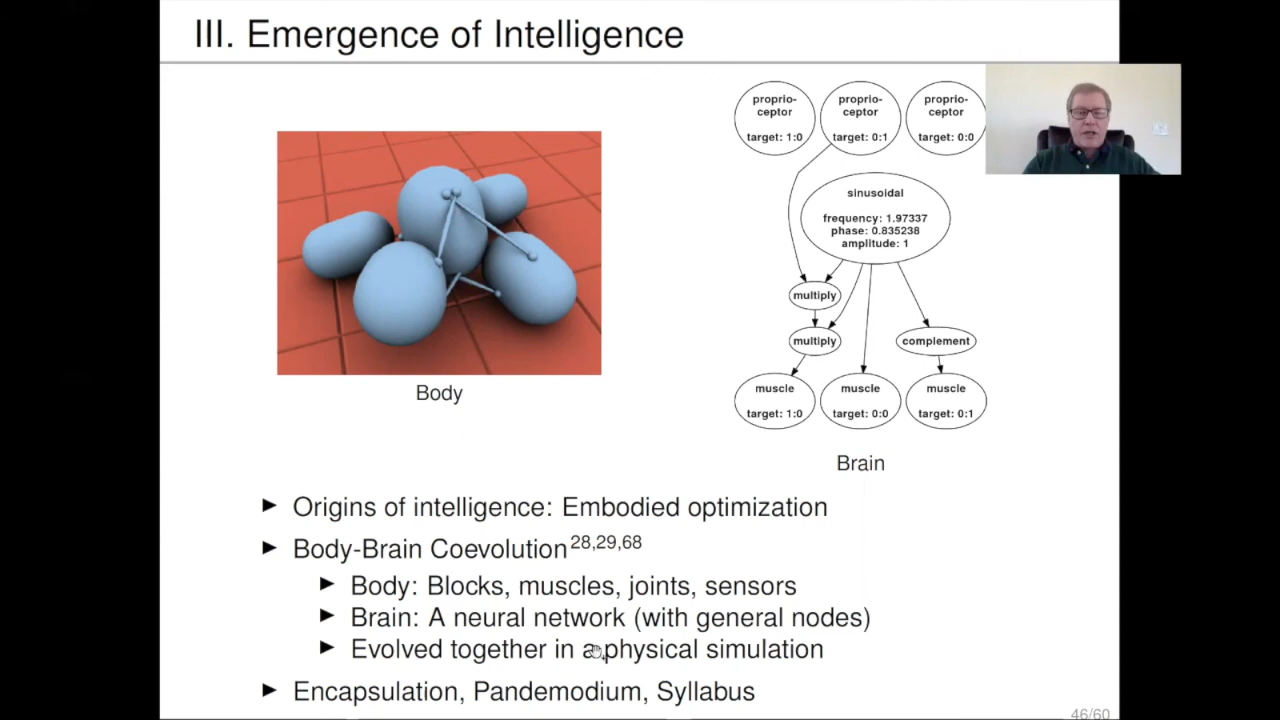 III. Emergence of Intelligence
proprio-
ceptor
target: 1:0
proprio-
ceptor
target: 0:1
proprio-
ceptor
target: 0:0
sinusoidal
frequency: 1.97337
phase: 0.835238
amplitude: 1
multiply
multiply
complement
muscle
target: 1:0
muscle
target: 0:0
muscle
target: 0:1
Body
Brain
► Origins of intelligence: Embodied optimization
► Body-Brain Coevolution28,29,68
► Body: Blocks, muscles, joints, sensors
► Brain: A neural network (with general nodes)
► Evolved together in a physical simulation
► Encapsulation, Pandemodium, Syllabus
46/60